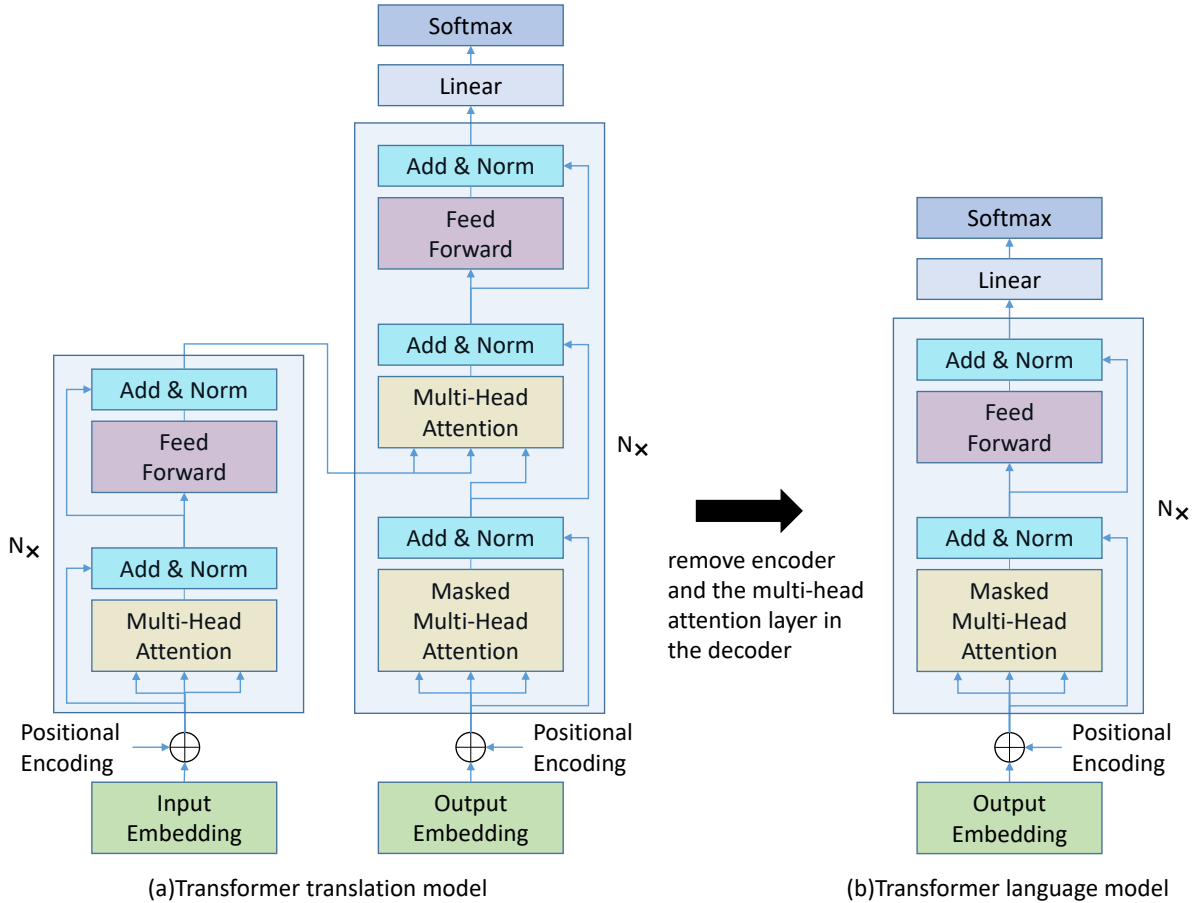 Softmax
Linear
Add & Norm
Feed
Forward
Add & Norm
Multi-Head
Attention
Add & Norm
Masked
Multi-Head
Attention
N×
Positional
Encoding
Output
Embedding
Add & Norm
Feed
Forward
Add & Norm
Multi-Head
Attention
N×
Positional
Encoding
Input
Embedding
(a)Transformer translation model
remove encoder
and the multi-head
attention layer in
the decoder
Softmax
Linear
Add & Norm
Feed
Forward
Add & Norm
Masked
Multi-Head
Attention
N×
Positional
Encoding
Output
Embedding
(b)Transformer language model